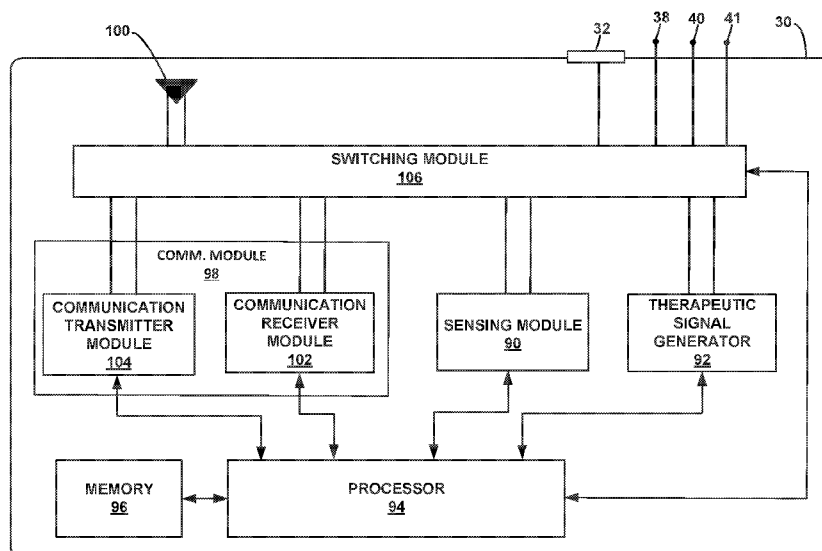 100
32
38
40
41
30
SWITCHING MODULE
106
COMM. MODULE
98
COMMUNICATION
TRANSMITTER
MODULE
104
COMMUNICATION
RECEIVER
MODULE
102
SENSING MODULE
90
THERAPEUTIC
SIGNAL
GENERATOR
92
MEMORY
96
PROCESSOR
94